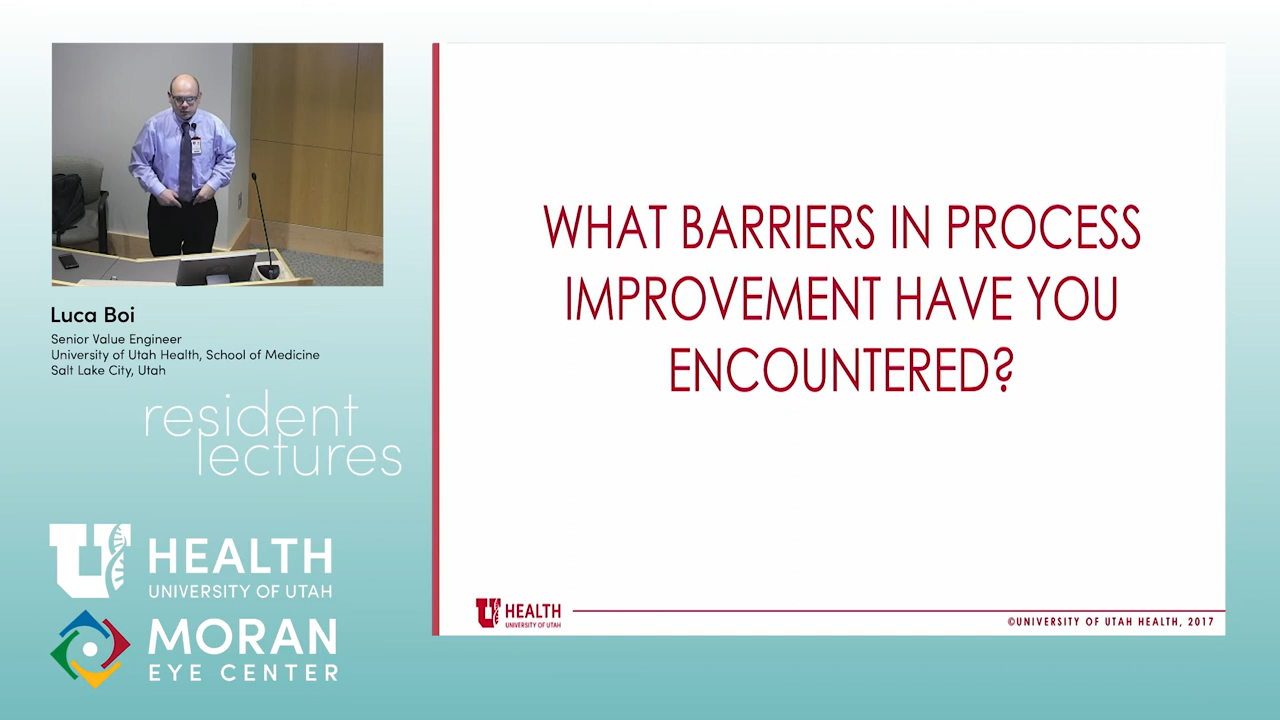 Luca Boi
Senior Value Engineer
University of Utah Health, School of Medicine
Salt Lake City, Utah
resident
lectures
U HEALTH
UNIVERSITY OF UTAH
MORAN
EYE CENTER
WHAT BARRIERS IN PROCESS
IMPROVEMENT HAVE YOU
ENCOUNTERED?
U HEALTH
UNIVERSITY OF UTAH
©UNIVERSITY OF UTAH HEALTH, 2017